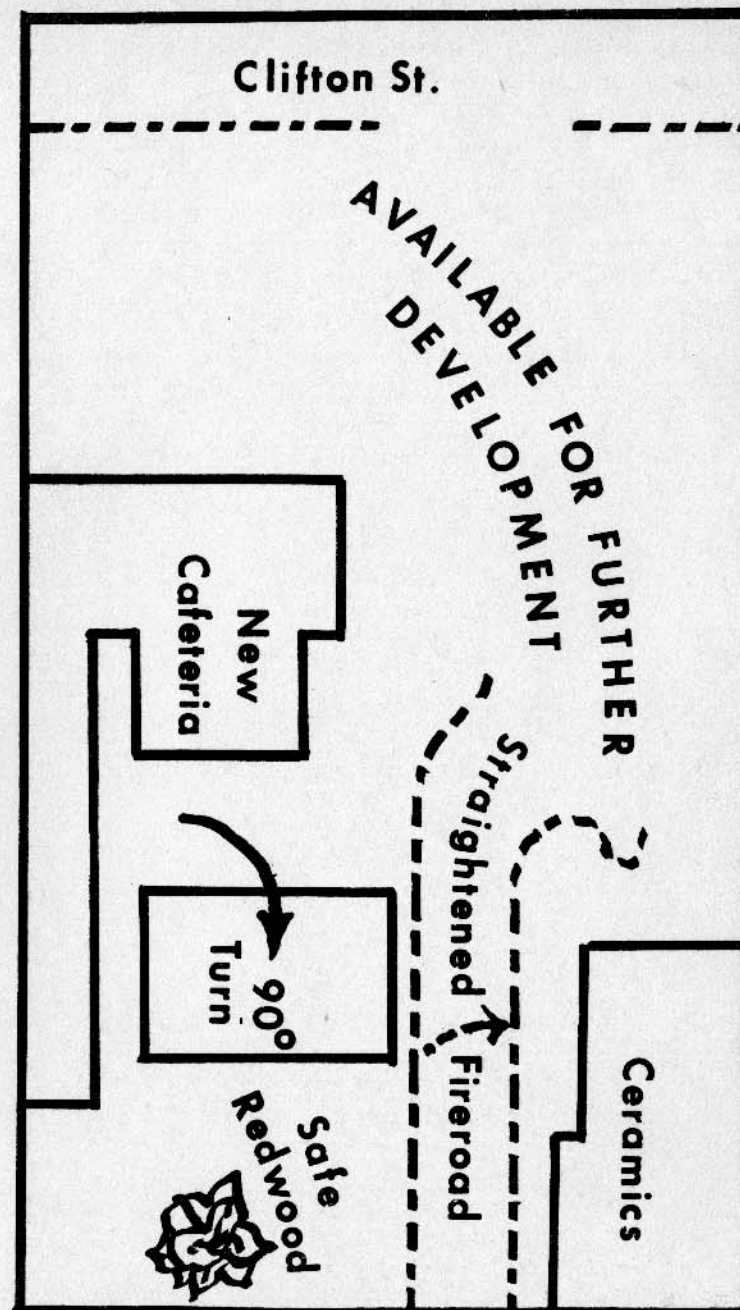 Clifton St.
AVAILABLE FOR FURTHER
DEVELOPMENT
New
Cafeteria
Straightened Fireroad
90°
Turn
Ceramics
Safe
Redwood